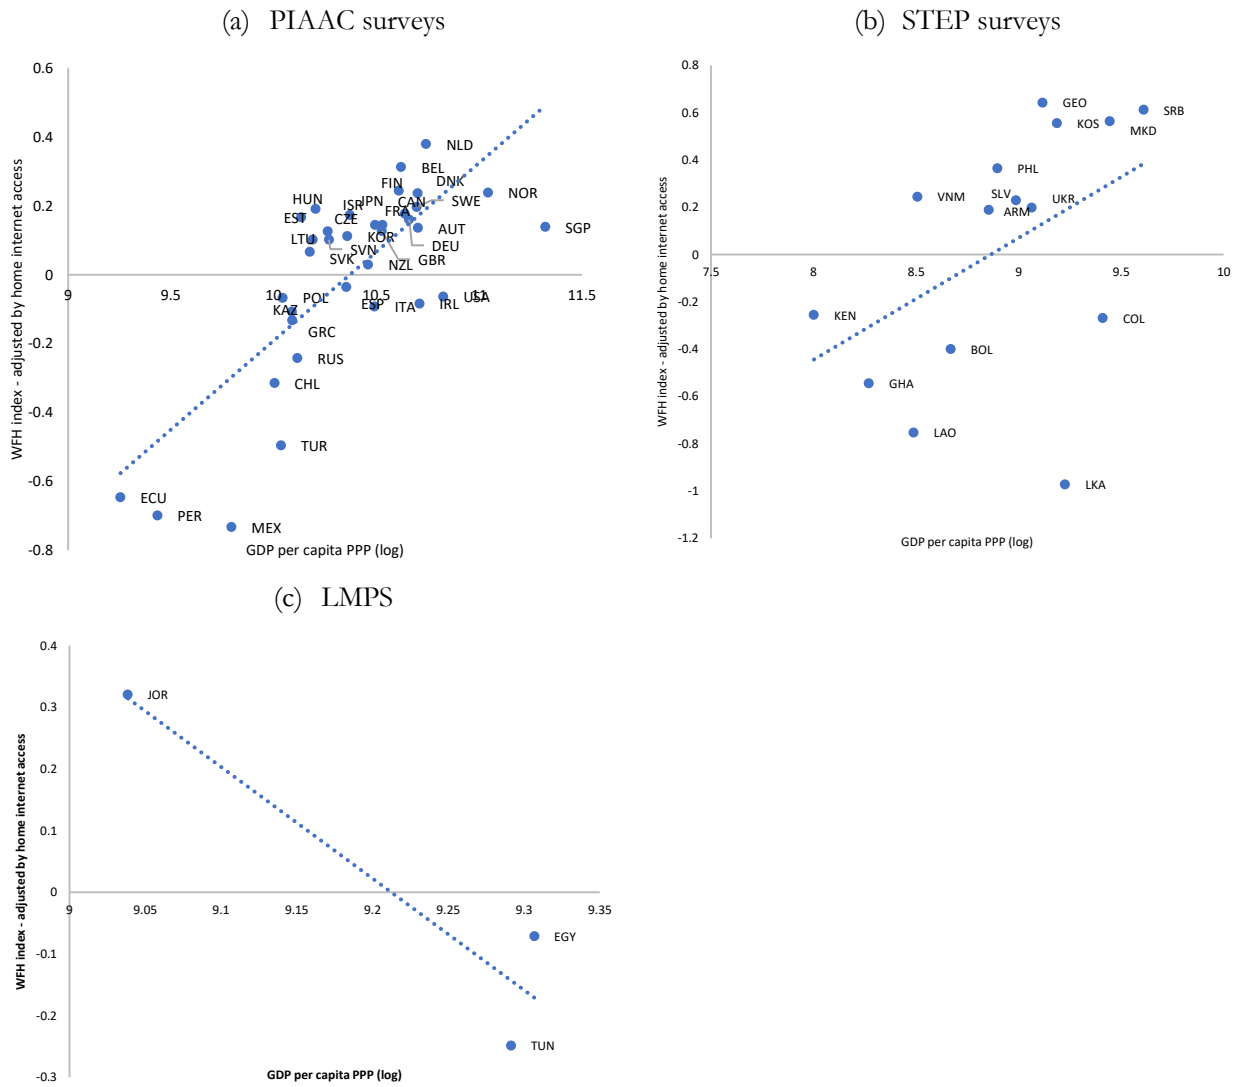 (a) PIAAC surveys
0.6
0.4
0.2
0
-0.2
-0.4
-0.6
-0.8
9
9.5
10
10.5
11
11.5
WFH index - adjusted by home internet access
GDP per capita PPP (log)
NLD
BEL
FIN
DNK
NOR
HUN
ISR
JPN
CAN
SWE
EST
CZE
FRA
SGP
AUT
LTU
KOR
DEU
SVN
SVK
NZL
GBR
POL
ESP
ITA
IRL
USA
KAZ
GRC
RUS
CHL
TUR
ECU
PER
MEX
(b) STEP surveys
0.8
0.6
0.4
0.2
0
-0.2
-0.4
-0.6
-0.8
-1
-1.2
7.5
8
8.5
9
9.5
10
WFH index - adjusted by home internet access
GDP per capita PPP (log)
GEO
SRB
KOS
MKD
PHL
VNM
SLV
UKR
ARM
KEN
COL
BOL
GHA
LAO
LKA
(c) LMPS
0.4
0.3
0.2
0.1
0
-0.1
-0.2
-0.3
9
9.05
9.1
9.15
9.2
9.25
9.3
9.35
WFH index - adjusted by home internet access
GDP per capita PPP (log)
JOR
EGY
TUN